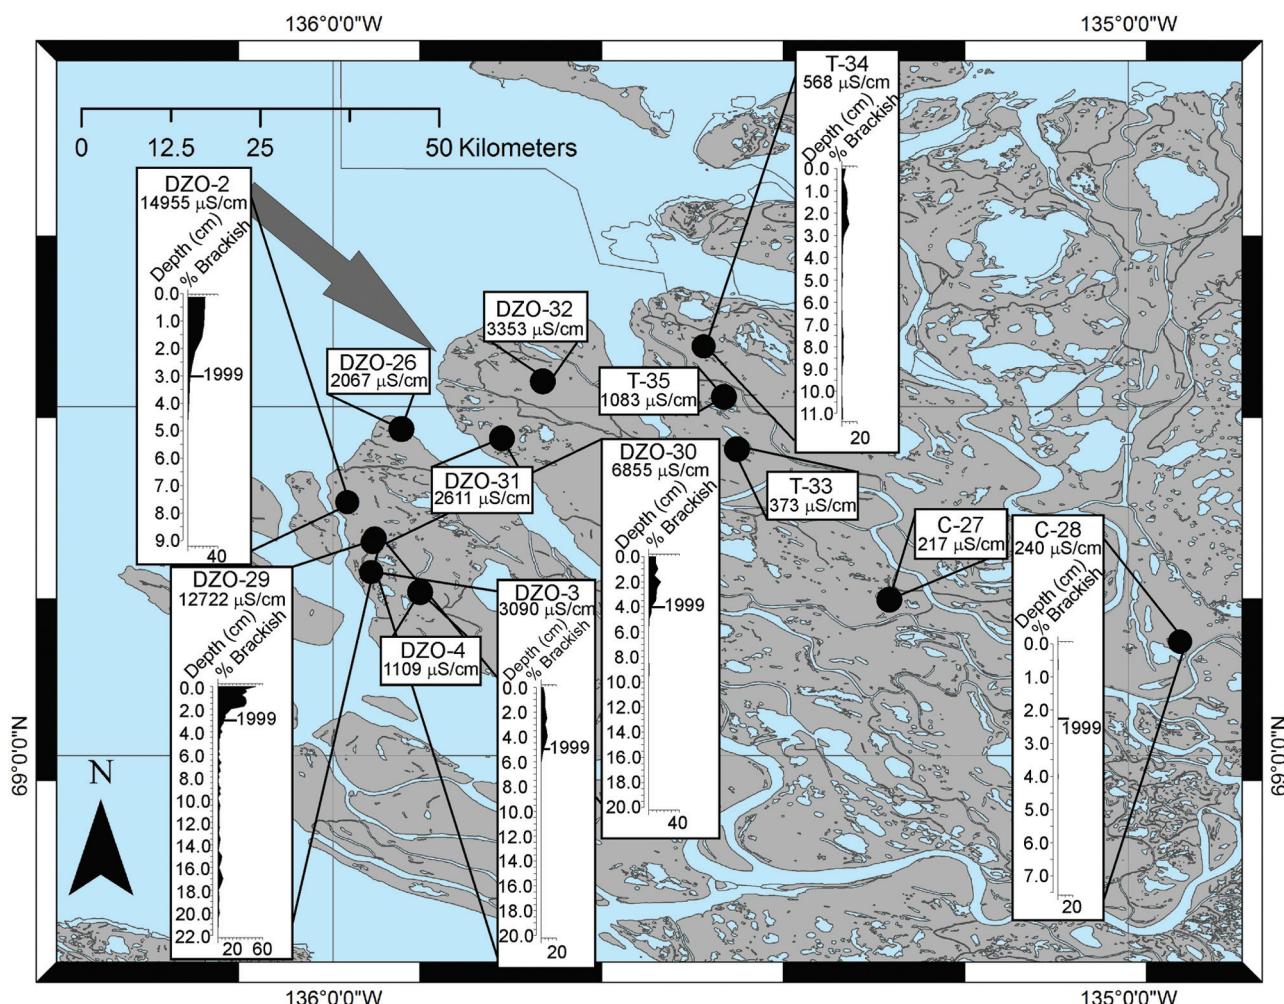 136°0'0"W
135°0'0"W
0
12.5
25
50 Kilometers
T-34
568 µS/cm
Depth (cm)
% Brackish
0.0
1.0
2.0
3.0
4.0
5.0
6.0
7.0
8.0
9.0
10.0
11.0
20
DZO-2
14955 µS/cm
Depth (cm)
% Brackish
0.0
1.0
2.0
3.0
1999
4.0
5.0
6.0
7.0
8.0
9.0
40
DZO-32
3353 µS/cm
DZO-26
2067 µS/cm
T-35
1083 µS/cm
DZO-31
2611 µS/cm
DZO-30
6855 µS/cm
Depth (cm)
% Brackish
0.0
2.0
4.0
1999
6.0
8.0
10.0
12.0
14.0
16.0
18.0
20.0
40
T-33
373 µS/cm
C-27
217 µS/cm
C-28
240 µS/cm
Depth (cm)
% Brackish
0.0
1.0
2.0
1999
3.0
4.0
5.0
6.0
7.0
20
DZO-29
12722 µS/cm
Depth (cm)
% Brackish
0.0
2.0
1999
4.0
6.0
8.0
10.0
12.0
14.0
16.0
18.0
20.0
22.0
20 60
DZO-3
3090 µS/cm
Depth (cm)
% Brackish
0.0
2.0
4.0
1999
6.0
8.0
10.0
12.0
14.0
16.0
18.0
20.0
20
DZO-4
1109 µS/cm
N
69°0'0"N
69°0'0"N
136°0'0"W
135°0'0"W